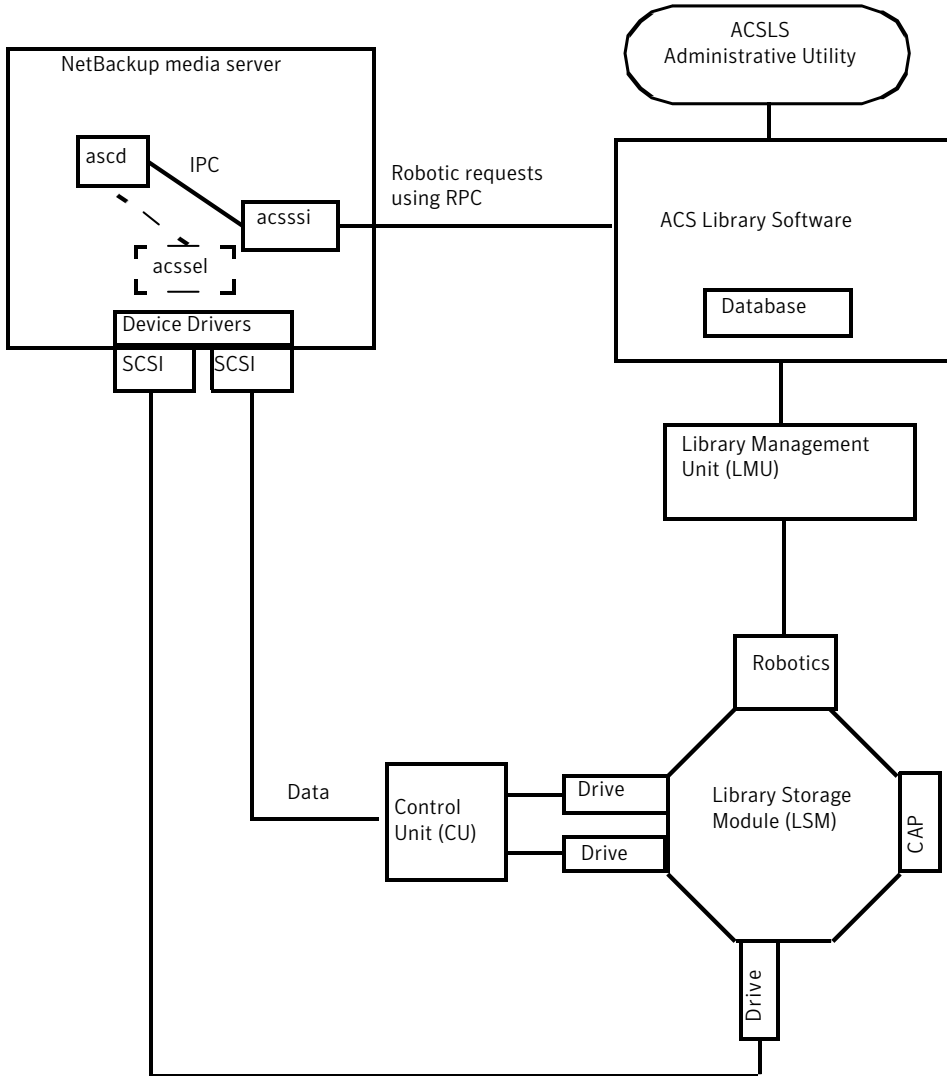 ACSLS
Administrative Utility
NetBackup media server
ascd
IPC
acsssi
acssel
Robotic requests
using RPC
ACS Library Software
Database
Device Drivers
SCSI
SCSI
Library Management
Unit (LMU)
Robotics
Data
Control
Unit (CU)
Drive
Drive
Library Storage
Module (LSM)
CAP
Drive